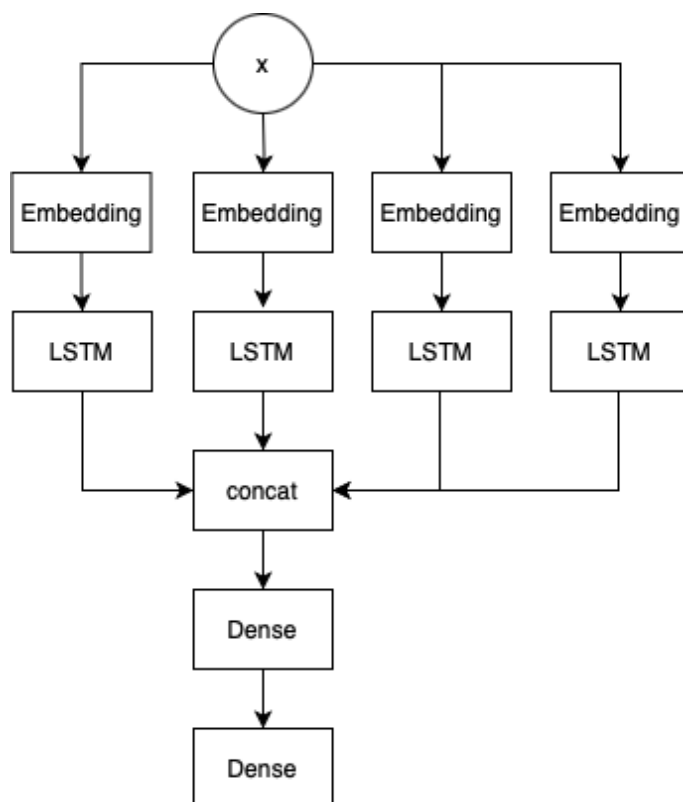 x
Embedding
Embedding
Embedding
Embedding
LSTM
LSTM
LSTM
LSTM
concat
Dense
Dense